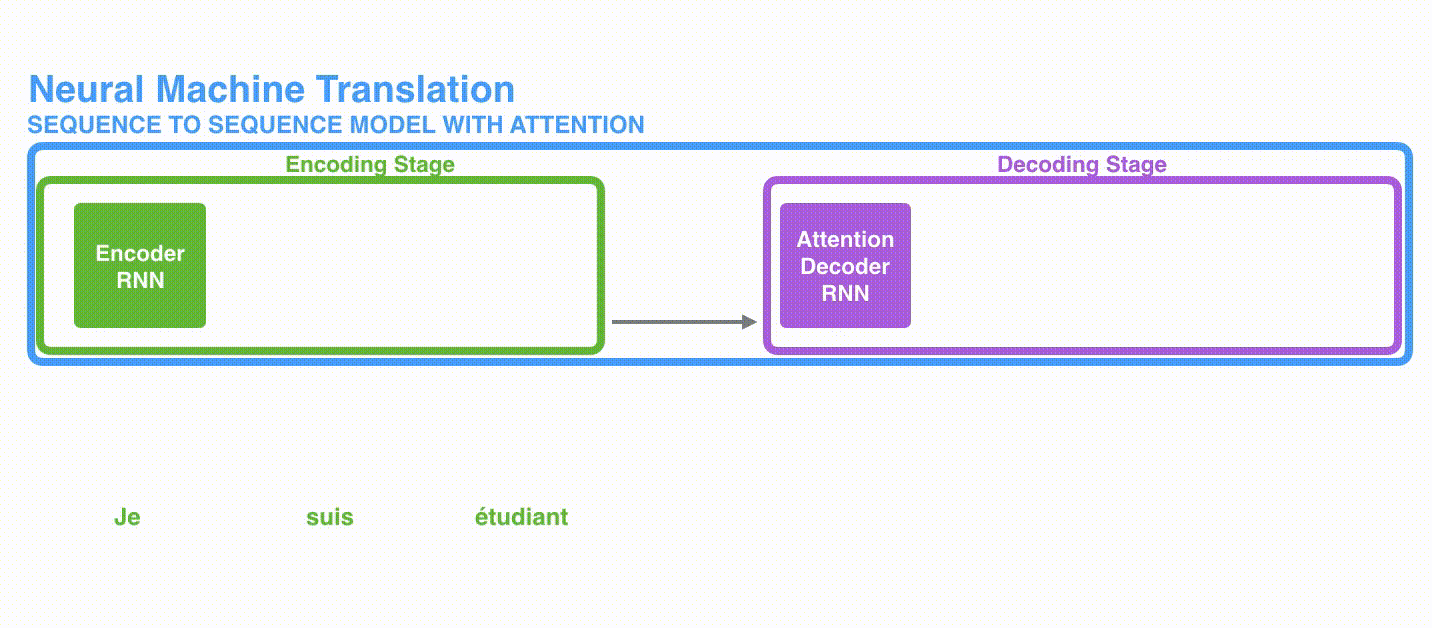 Neural Machine Translation
SEQUENCE TO SEQUENCE MODEL WITH ATTENTION
Encoding Stage
Decoding Stage
Encoder
RNN
Attention
Decoder
RNN
Je suis étudiant